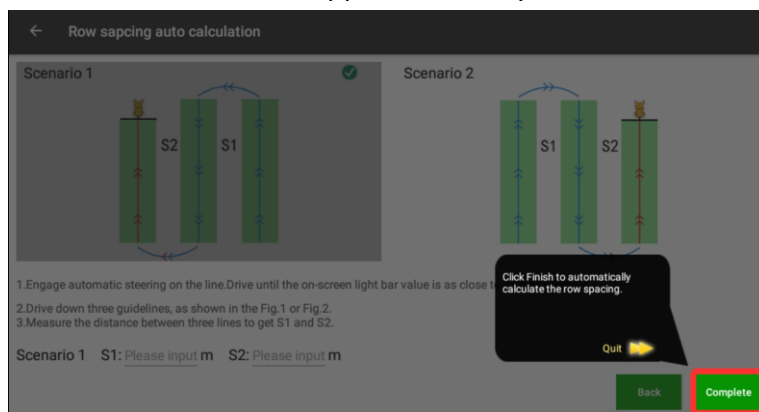 Row sapcing auto calculation
Scenario 1
S2
S1
Scenario 2
S1
S2
1.Engage automatic steering on the line.Drive until the on-screen light bar value is as close t
2.Drive down three guidelines, as shown in the Fig.1 or Fig.2.
3.Measure the distance between three lines to get S1 and S2.
Scenario 1 S1: Please input m S2: Please input m
Click Finish to automatically
calculate the row spacing.
Quit
Back
Complete